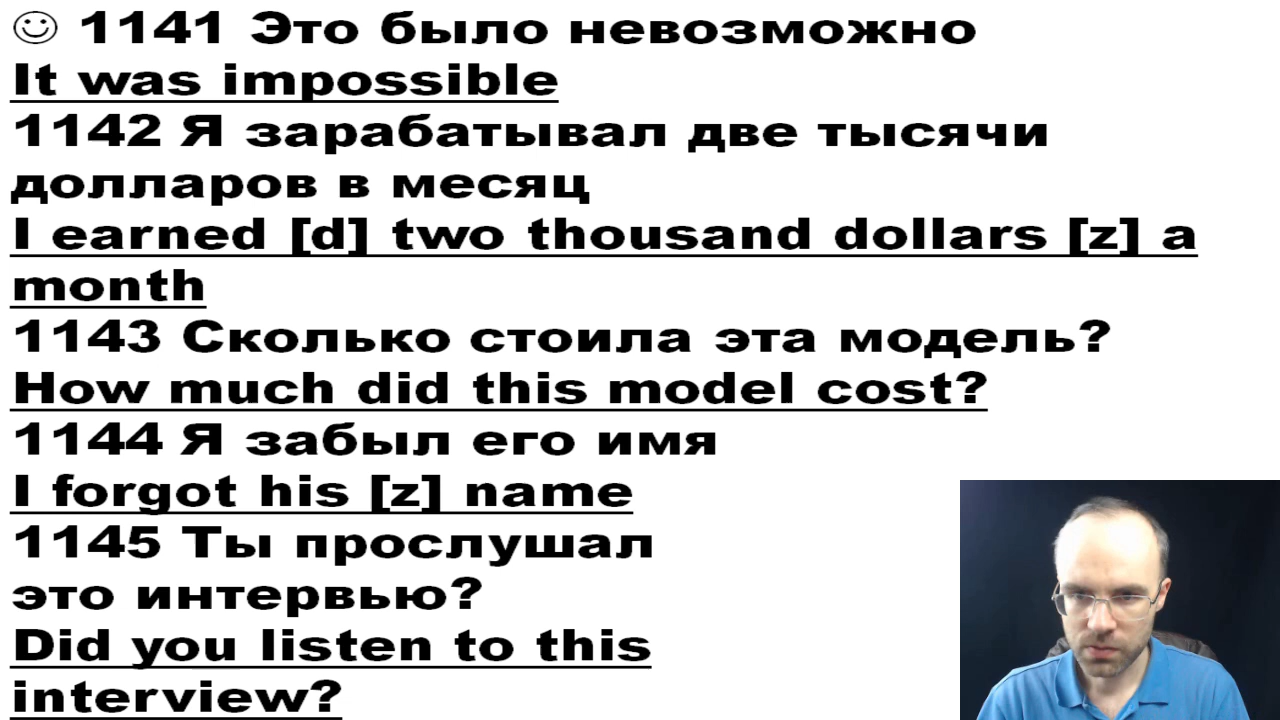 ☺ 1141 Это было невозможно
It was impossible
1142 Я зарабатывал две тысячи
долларов в месяц
I earned [d] two thousand dollars [z] a
month
1143 Сколько стоила эта модель?
How much did this model cost?
1144 Я забыл его имя
I forgot his [z] name
1145 Ты прослушал
это интервью?
Did you listen to this
interview?